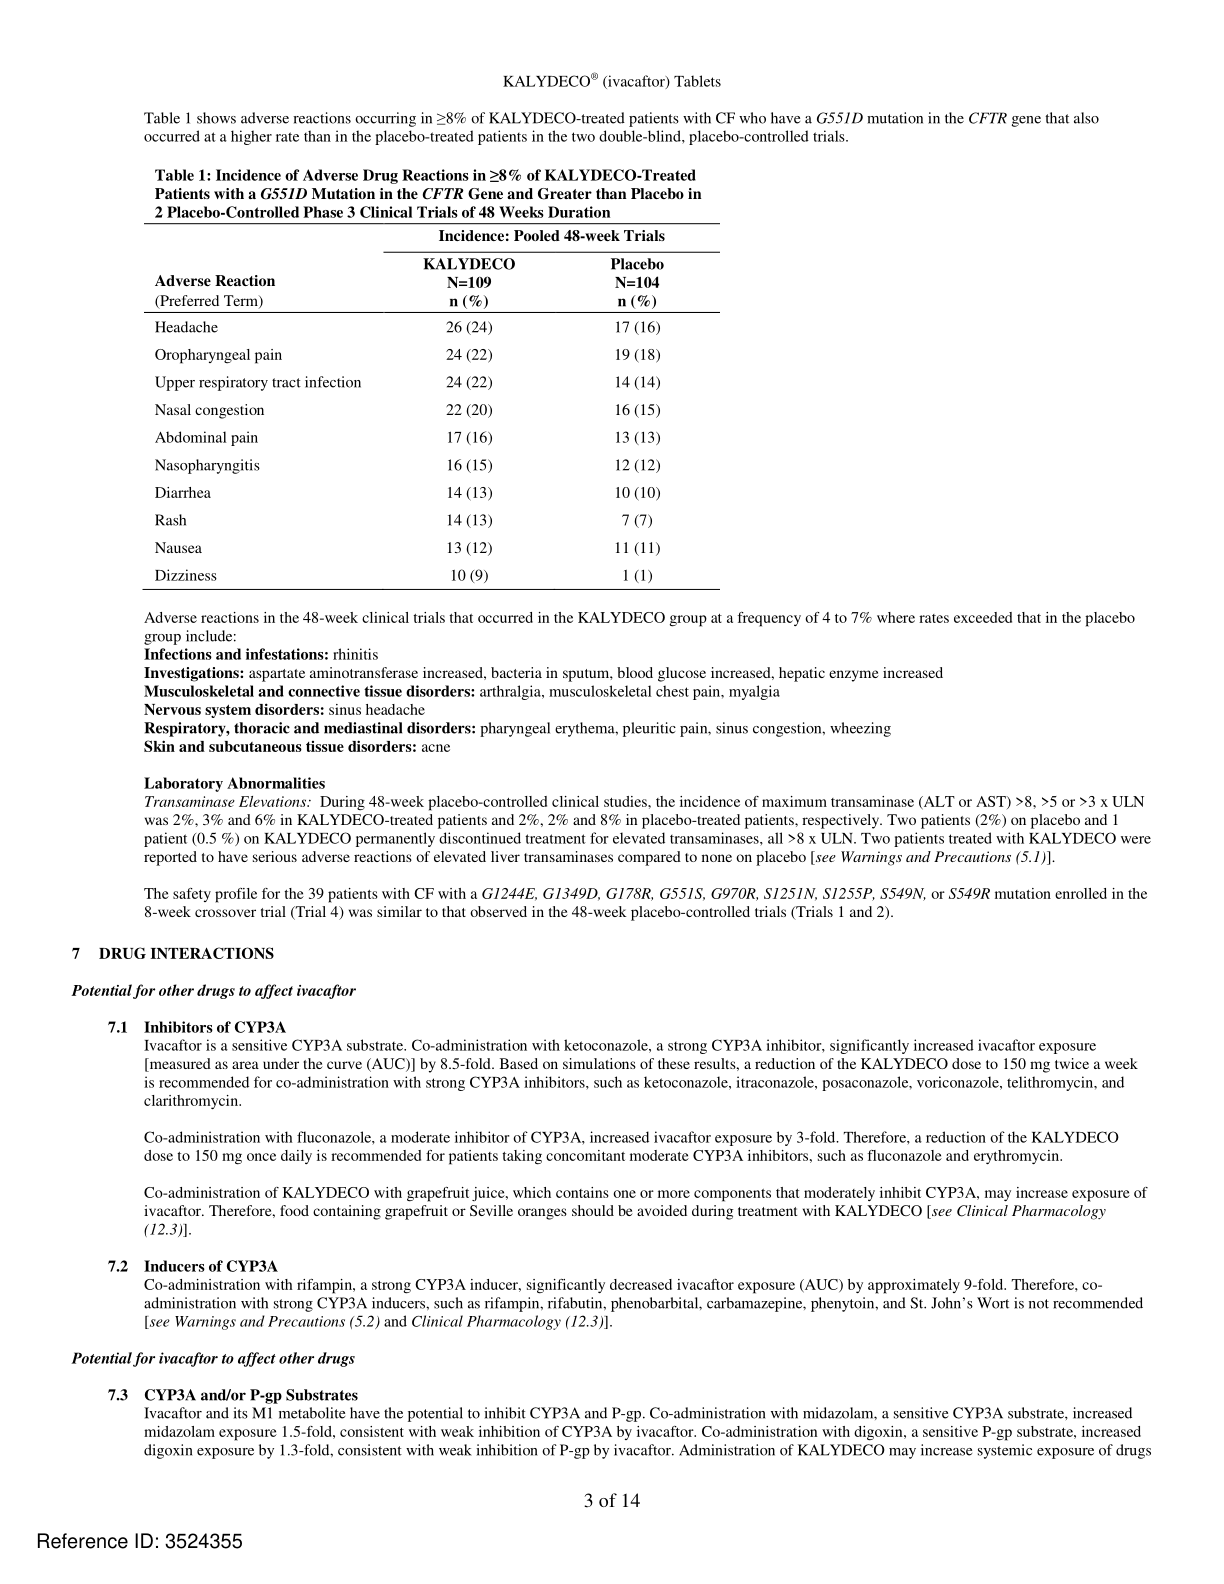 KALYDECO® (ivacaftor) Tablets
Table 1 shows adverse reactions occurring in ≥8% of KALYDECO-treated patients with CF who have a G551D mutation in the CFTR gene that also
occurred at a higher rate than in the placebo-treated patients in the two double-blind, placebo-controlled trials.
Table 1: Incidence of Adverse Drug Reactions in ≥8% of KALYDECO-Treated
Patients with a G551D Mutation in the CFTR Gene and Greater than Placebo in
2 Placebo-Controlled Phase 3 Clinical Trials of 48 Weeks Duration
Incidence: Pooled 48-week Trials
KALYDECO Placebo
Adverse Reaction N=109 N=104
(Preferred Term) n (%) n (%)
Headache 26 (24) 17 (16)
Oropharyngeal pain 24 (22) 19 (18)
Upper respiratory tract infection 24 (22) 14 (14)
Nasal congestion 22 (20) 16 (15)
Abdominal pain 17 (16) 13 (13)
Nasopharyngitis 16 (15) 12 (12)
Diarrhea 14 (13) 10 (10)
Rash 14 (13) 7 (7)
Nausea 13 (12) 11 (11)
Dizziness 10 (9) 1 (1)
Adverse reactions in the 48-week clinical trials that occurred in the KALYDECO group at a frequency of 4 to 7% where rates exceeded that in the placebo
group include:
Infections and infestations: rhinitis
Investigations: aspartate aminotransferase increased, bacteria in sputum, blood glucose increased, hepatic enzyme increased
Musculoskeletal and connective tissue disorders: arthralgia, musculoskeletal chest pain, myalgia
Nervous system disorders: sinus headache
Respiratory, thoracic and mediastinal disorders: pharyngeal erythema, pleuritic pain, sinus congestion, wheezing
Skin and subcutaneous tissue disorders: acne
Laboratory Abnormalities
Transaminase Elevations: During 48-week placebo-controlled clinical studies, the incidence of maximum transaminase (ALT or AST) >8, >5 or >3 x ULN
was 2%, 3% and 6% in KALYDECO-treated patients and 2%, 2% and 8% in placebo-treated patients, respectively. Two patients (2%) on placebo and 1
patient (0.5 %) on KALYDECO permanently discontinued treatment for elevated transaminases, all >8 x ULN. Two patients treated with KALYDECO were
reported to have serious adverse reactions of elevated liver transaminases compared to none on placebo [see Warnings and Precautions (5.1)].
The safety profile for the 39 patients with CF with a G1244E, G1349D, G178R, G551S, G970R, S1251N, S1255P, S549N, or S549R mutation enrolled in the
8-week crossover trial (Trial 4) was similar to that observed in the 48-week placebo-controlled trials (Trials 1 and 2).
7 DRUG INTERACTIONS
Potential for other drugs to affect ivacaftor
7.1 Inhibitors of CYP3A
Ivacaftor is a sensitive CYP3A substrate. Co-administration with ketoconazole, a strong CYP3A inhibitor, significantly increased ivacaftor exposure
[measured as area under the curve (AUC)] by 8.5-fold. Based on simulations of these results, a reduction of the KALYDECO dose to 150 mg twice a week
is recommended for co-administration with strong CYP3A inhibitors, such as ketoconazole, itraconazole, posaconazole, voriconazole, telithromycin, and
clarithromycin.
Co-administration with fluconazole, a moderate inhibitor of CYP3A, increased ivacaftor exposure by 3-fold. Therefore, a reduction of the KALYDECO
dose to 150 mg once daily is recommended for patients taking concomitant moderate CYP3A inhibitors, such as fluconazole and erythromycin.
Co-administration of KALYDECO with grapefruit juice, which contains one or more components that moderately inhibit CYP3A, may increase exposure of
ivacaftor. Therefore, food containing grapefruit or Seville oranges should be avoided during treatment with KALYDECO [see Clinical Pharmacology
(12.3)].
7.2 Inducers of CYP3A
Co-administration with rifampin, a strong CYP3A inducer, significantly decreased ivacaftor exposure (AUC) by approximately 9-fold. Therefore, co-
administration with strong CYP3A inducers, such as rifampin, rifabutin, phenobarbital, carbamazepine, phenytoin, and St. John’s Wort is not recommended
[see Warnings and Precautions (5.2) and Clinical Pharmacology (12.3)].
Potential for ivacaftor to affect other drugs
7.3 CYP3A and/or P-gp Substrates
Ivacaftor and its M1 metabolite have the potential to inhibit CYP3A and P-gp. Co-administration with midazolam, a sensitive CYP3A substrate, increased
midazolam exposure 1.5-fold, consistent with weak inhibition of CYP3A by ivacaftor. Co-administration with digoxin, a sensitive P-gp substrate, increased
digoxin exposure by 1.3-fold, consistent with weak inhibition of P-gp by ivacaftor. Administration of KALYDECO may increase systemic exposure of drugs
3 of 14
Reference ID: 3524355